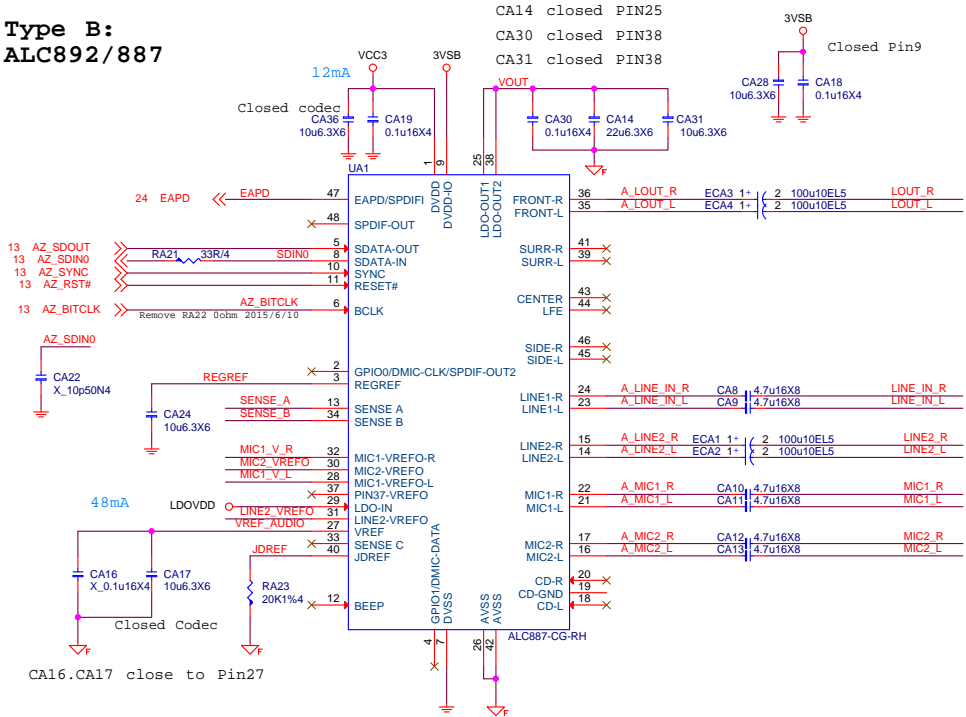 Type B:
ALC892/887
CA14 closed PIN25
CA30 closed PIN38
CA31 closed PIN38
VCC3
3VSB
3VSB
12mA
VOUT
Closed Pin9
Closed codec
CA36
10u6.3X6
CA19
0.1u16X4
CA30
0.1u16X4
CA14
22u6.3X6
CA31
10u6.3X6
CA28
10u6.3X6
CA18
0.1u16X4
F
UA1
1
9
25
38
DVDD
DVDD-IO
LDO-OUT1
LDO-OUT2
24 EAPD
EAPD
47
EAPD/SPDIFI
48
SPDIF-OUT
13 AZ_SDOUT
5
SDATA-OUT
13 AZ_SDIN0
RA21
33R/4
SDIN0
8
SDATA-IN
13 AZ_SYNC
10
SYNC
13 AZ_RST#
11
RESET#
13 AZ_BITCLK
AZ_BITCLK
6
BCLK
Remove RA22 0ohm 2015/6/10
AZ_SDIN0
CA22
X_10p50N4
2
GPIO0/DMIC-CLK/SPDIF-OUT2
REGREF
3
REGREF
CA24
10u6.3X6
SENSE_A
13
SENSE A
SENSE_B
34
SENSE B
MIC1_V_R
32
MIC1-VREFO-R
MIC2_VREFO
30
MIC2-VREFO
MIC1_V_L
28
MIC1-VREFO-L
37
PIN37-VREFO
48mA
LDOVDD
29
LDO-IN
LINE2_VREFO
31
LINE2-VREFO
VREF_AUDIO
27
VREF
33
SENSE C
JDREF
40
JDREF
CA16
X_0.1u16X4
CA17
10u6.3X6
RA23
20K1%4
12
BEEP
Closed Codec
F
F
CA16.CA17 close to Pin27
GPIO1/DMIC-DATA
DVSS
AVSS
AVSS
4
7
26
42
F
ALC887-CG-RH
FRONT-R
36
A_LOUT_R
ECA3 1+
2 100u10EL5
LOUT_R
FRONT-L
35
A_LOUT_L
ECA4 1+
2 100u10EL5
LOUT_L
SURR-R
41
SURR-L
39
CENTER
43
LFE
44
SIDE-R
46
SIDE-L
45
LINE1-R
24
A_LINE_IN_R
CA8
4.7u16X8
LINE_IN_R
LINE1-L
23
A_LINE_IN_L
CA9
4.7u16X8
LINE_IN_L
LINE2-R
15
A_LINE2_R
ECA1 1+
2 100u10EL5
LINE2_R
LINE2-L
14
A_LINE2_L
ECA2 1+
2 100u10EL5
LINE2_L
MIC1-R
22
A_MIC1_R
CA10
4.7u16X8
MIC1_R
MIC1-L
21
A_MIC1_L
CA11
4.7u16X8
MIC1_L
MIC2-R
17
A_MIC2_R
CA12
4.7u16X8
MIC2_R
MIC2-L
16
A_MIC2_L
CA13
4.7u16X8
MIC2_L
CD-R
20
CD-GND
19
CD-L
18